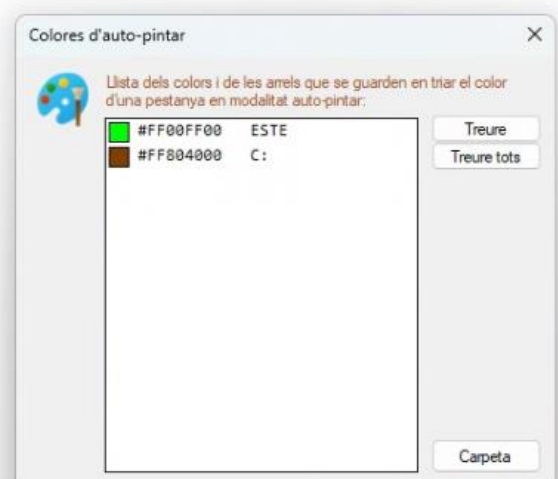 Colores d'auto-pintar
Llista dels colors i de les arrels que se guarden en triar el color
d'una pestanya en modalitat auto-pintar:
#FF00FF00 ESTE
#FF804000 C:
Treure
Treure tots
Carpeta